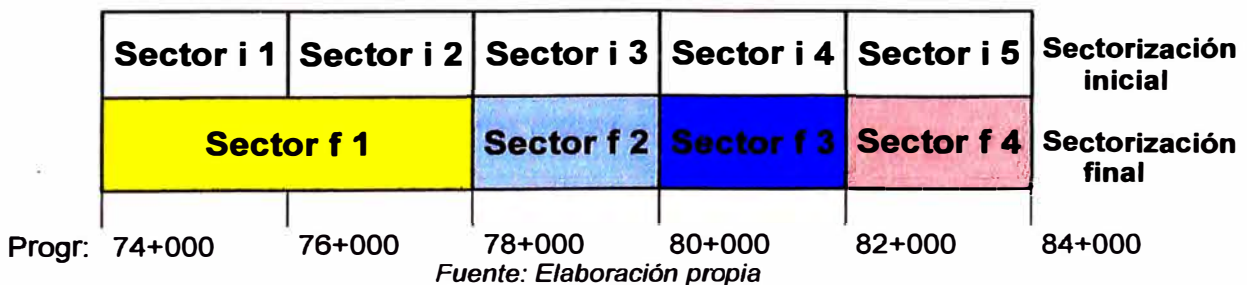 Sector i 1 Sector i 2 Sector i 3 Sector i 4 Sector i 5 Sectorización
inicial
Sector f 1 Sector f 2 Sector f 3 Sector f 4 Sectorización
final
Progr: 74+000 76+000 78+000 80+000 82+000 84+000
Fuente: Elaboración propia